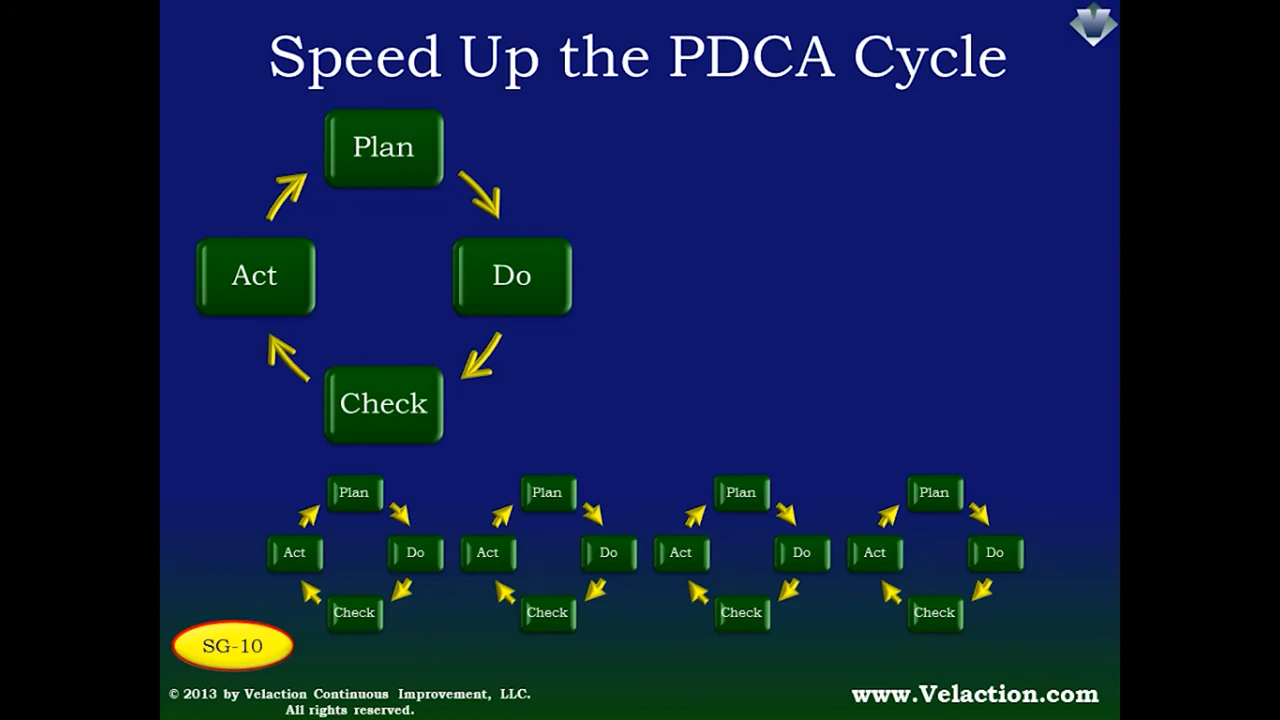 Speed Up the PDCA Cycle
Plan
Act
Do
Check
Plan
Plan
Plan
Plan
Act
Do
Act
Do
Act
Do
Act
Do
Check
Check
Check
Check
SG-10
© 2013 by Velaction Continuous Improvement, LLC.
All rights reserved.
www.Velaction.com